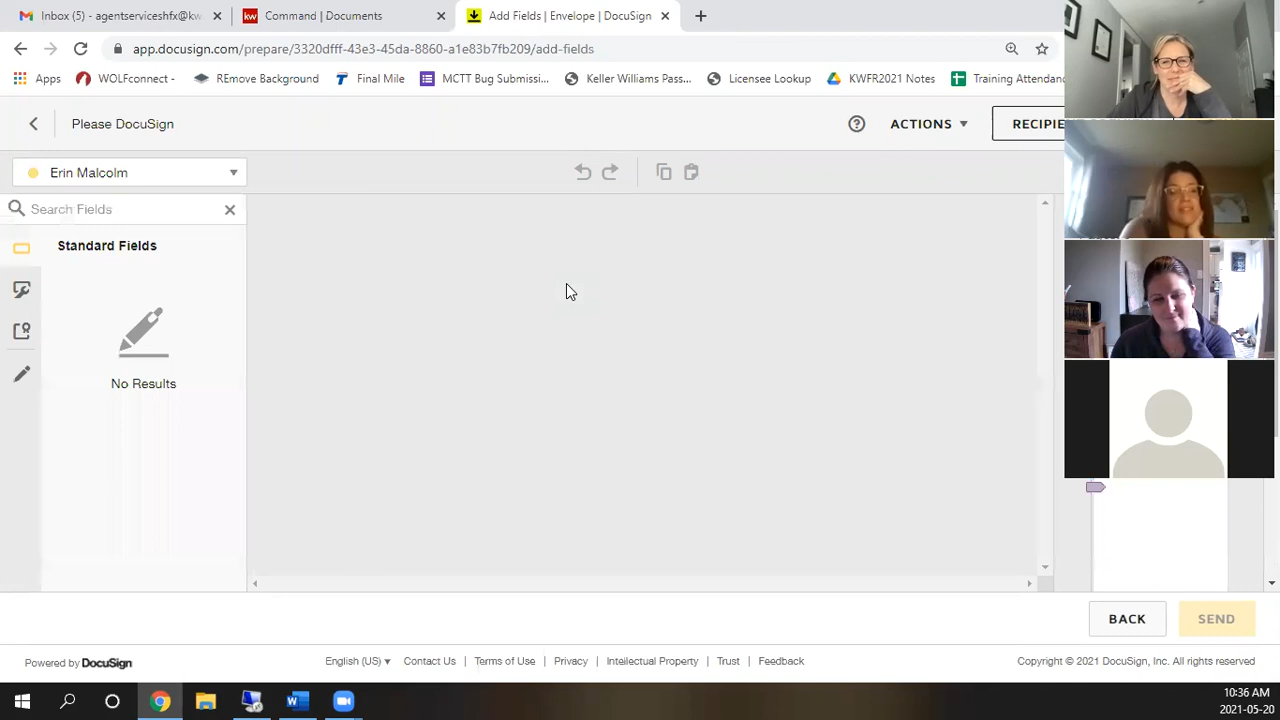 Inbox (5) - agentserviceshfx@kw
Command | Documents
Add Fields | Envelope | DocuSign
app.docusign.com/prepare/3320dfff-43e3-45da-8860-a1e83b7fb209/add-fields
Apps
WOLFconnect -
REmove Background
Final Mile
MCTT Bug Submissi...
Keller Williams Pass...
Licensee Lookup
KWFR2021 Notes
Training Attendan
Please DocuSign
ACTIONS
RECIPIE
Erin Malcolm
Search Fields
Standard Fields
No Results
BACK
SEND
Powered by DocuSign
English (US)
Contact Us
Terms of Use
Privacy
Intellectual Property
Trust
Feedback
Copyright © 2021 DocuSign, Inc. All rights reserved
10:36 AM
2021-05-20